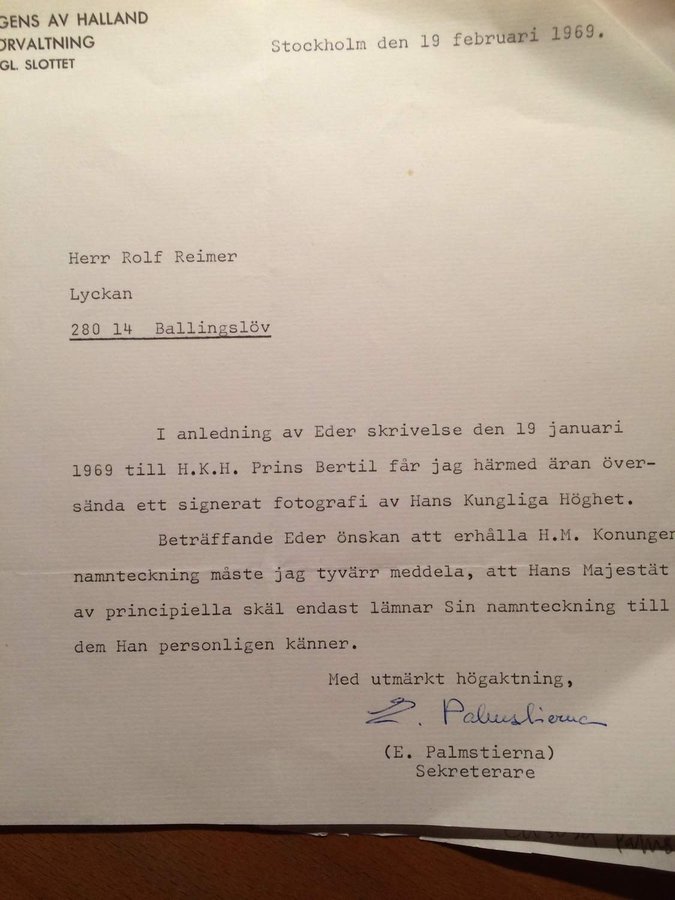 GENS AV HALLAND
ÖRVALTNING
GL. SLOTTET
Stockholm den 19 februari 1969.
Herr Rolf Reimer
Lyckan
280 14 Ballingslöv
I anledning av Eder skrivelse den 19 januari
1969 till H.K.H. Prins Bertil får jag härmed äran över-
sända ett signerat fotografi av Hans Kungliga Höghet.
Beträffande Eder önskan att erhålla H.M. Konungen
namnteckning måste jag tyvärr meddela, att Hans Majestät
av principiella skäl endast lämnar Sin namnteckning till
dem Han personligen känner.
Med utmärkt högaktning,
E. Palmstierna
(E. Palmstierna)
Sekreterare